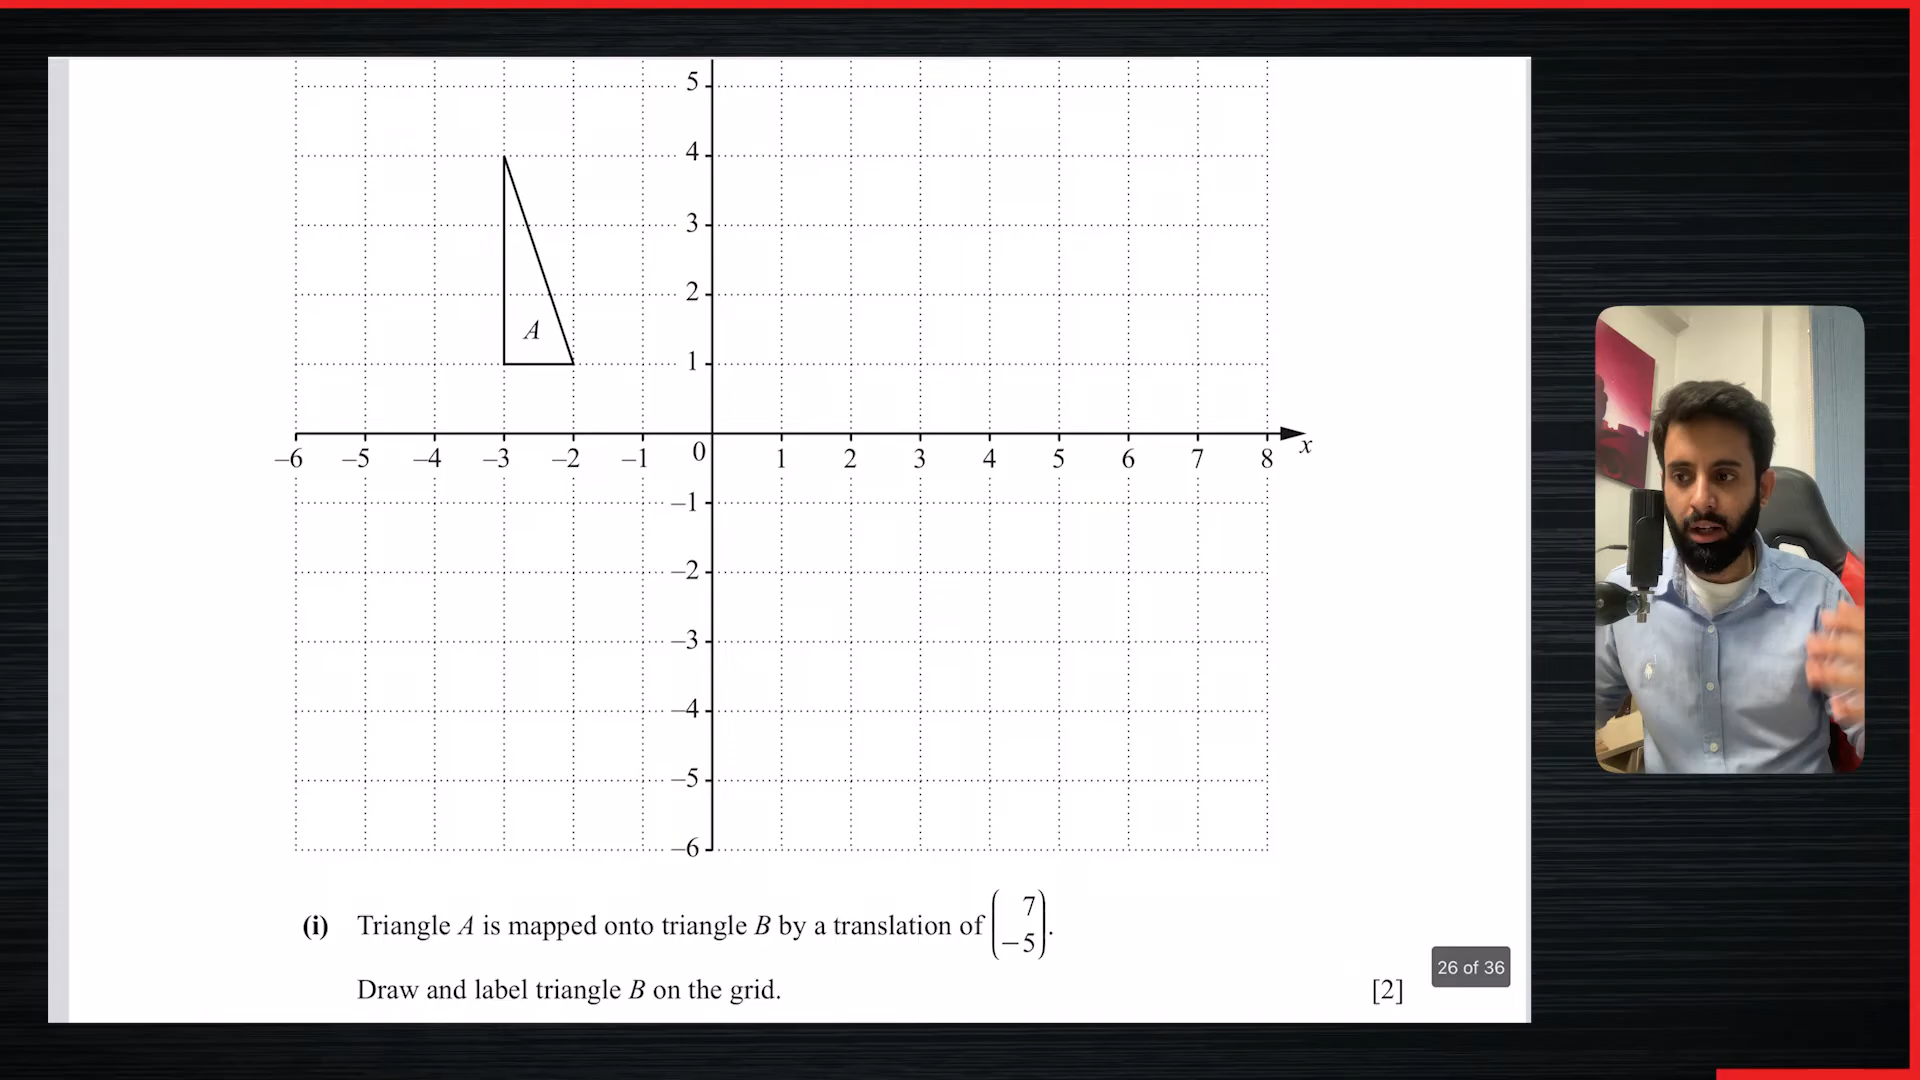 5
4
3
2
A
1
–6 –5 –4 –3 –2 –1 0 1 2 3 4 5 6 7 8 x
–1
–2
–3
–4
–5
–6
(i) Triangle A is mapped onto triangle B by a translation of ( 7 –5 ).
Draw and label triangle B on the grid. [2]
26 of 36